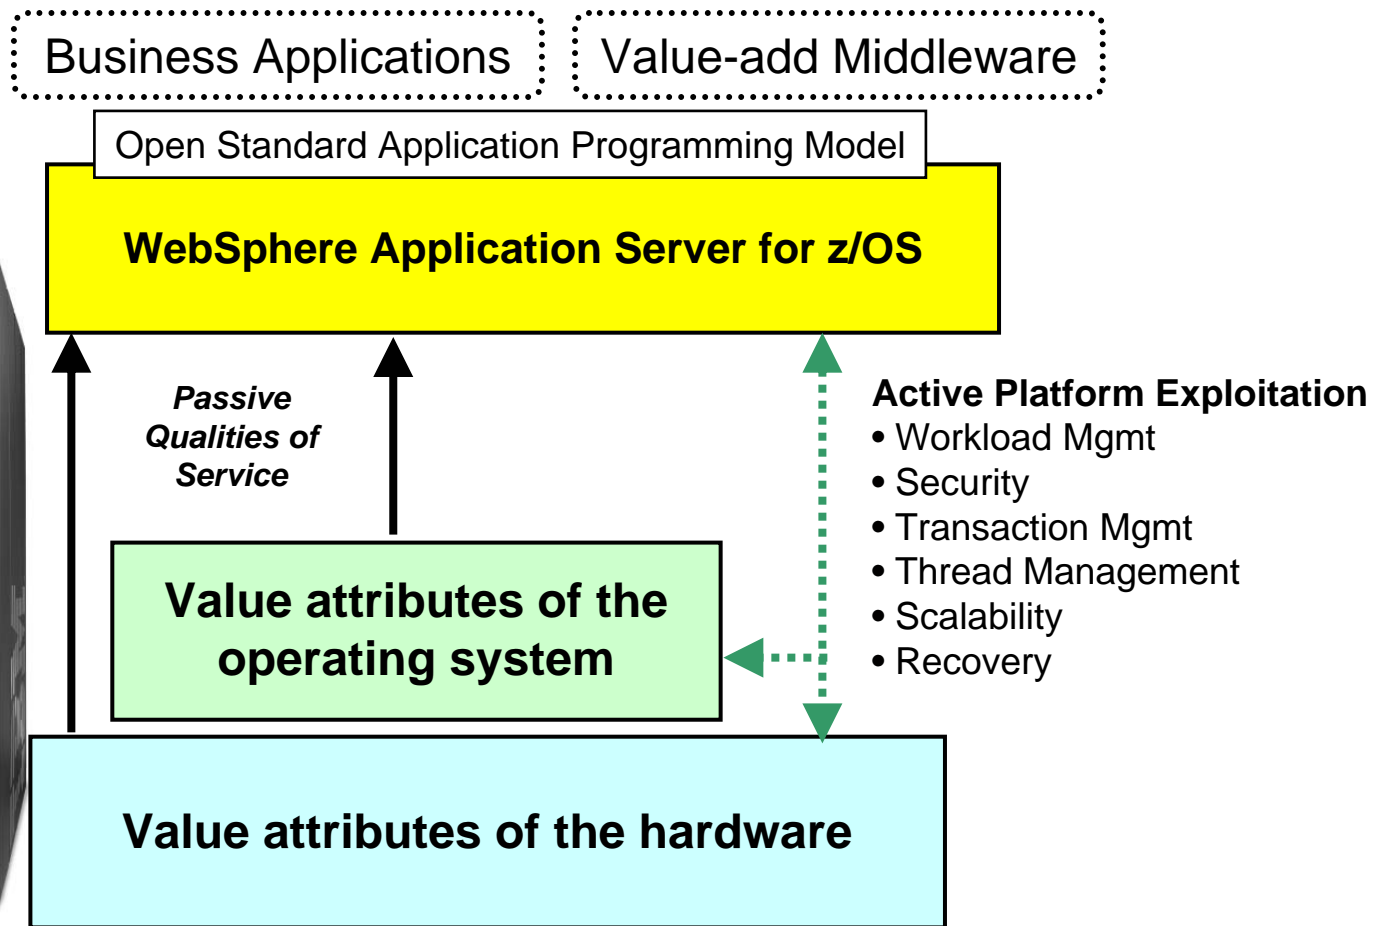 Business Applications
Value-add Middleware
Open Standard Application Programming Model
WebSphere Application Server for z/OS
Passive
Qualities of
Service
Active Platform Exploitation
• Workload Mgmt
• Security
• Transaction Mgmt
• Thread Management
• Scalability
• Recovery
Value attributes of the
operating system
Value attributes of the hardware